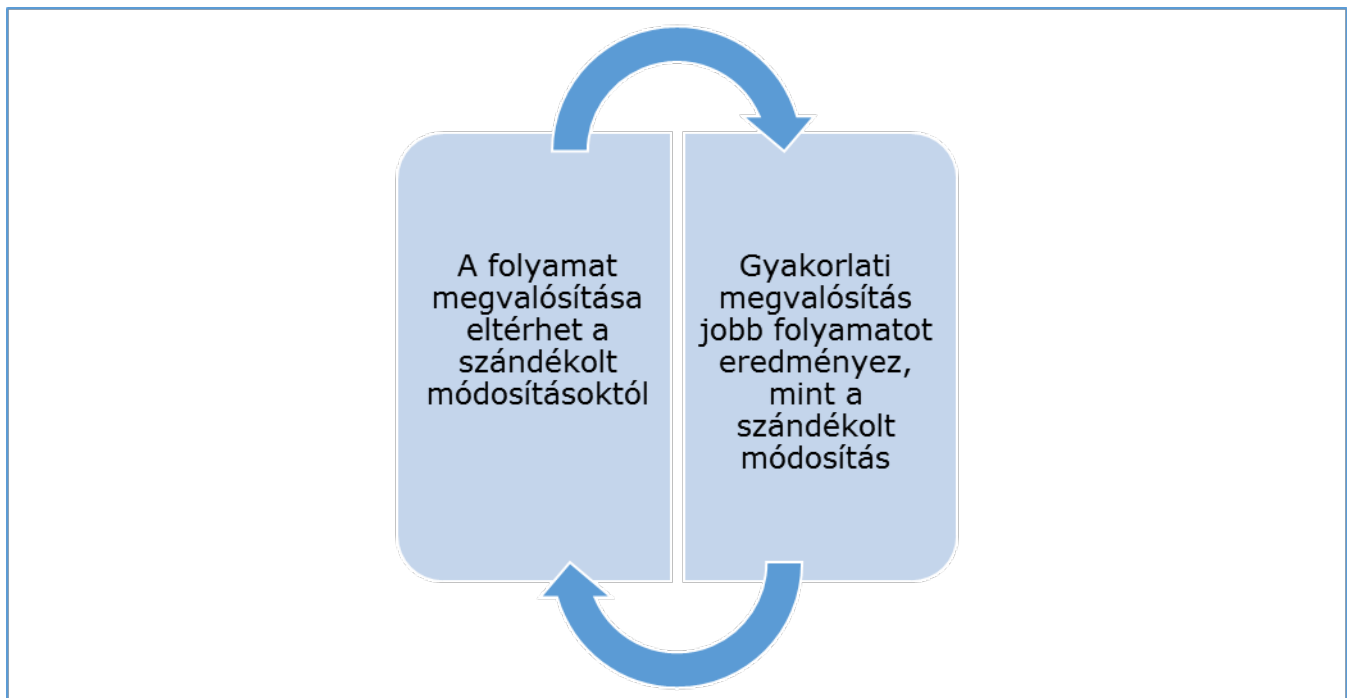 A folyamat
megvalósítása
eltérhet a
szándékolt
módosításoktól
Gyakorlati
megvalósítás
jobb folyamatot
eredményez,
mint a
szándékolt
módosítás